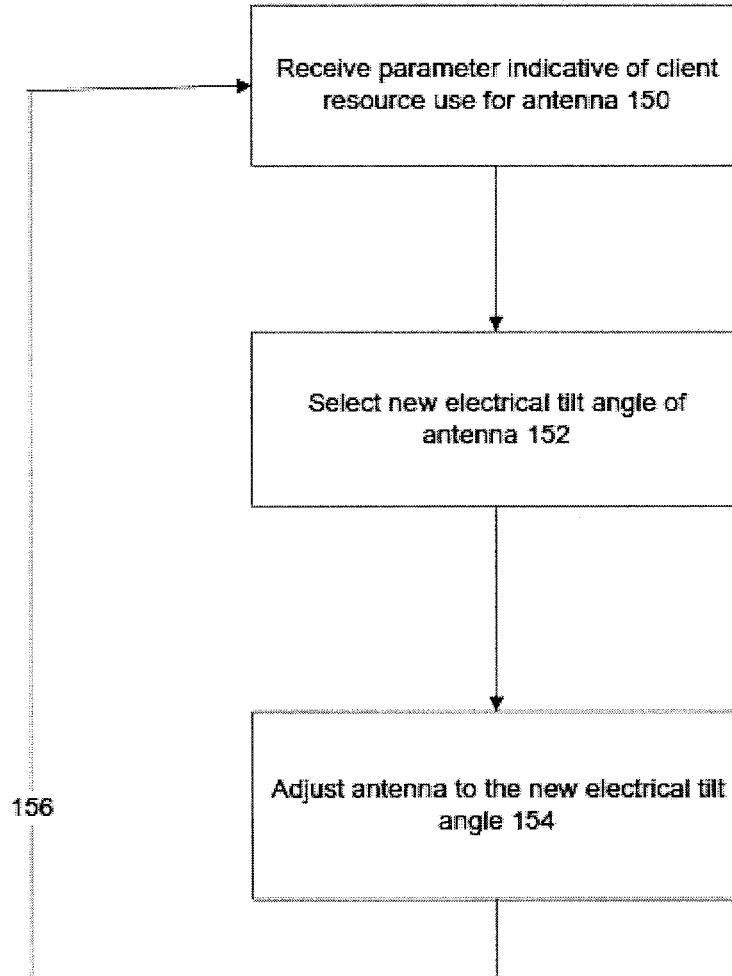 Receive parameter indicative of client
resource use for antenna 150
Select new electrical tilt angle of
antenna 152
Adjust antenna to the new electrical tilt
angle 154
156